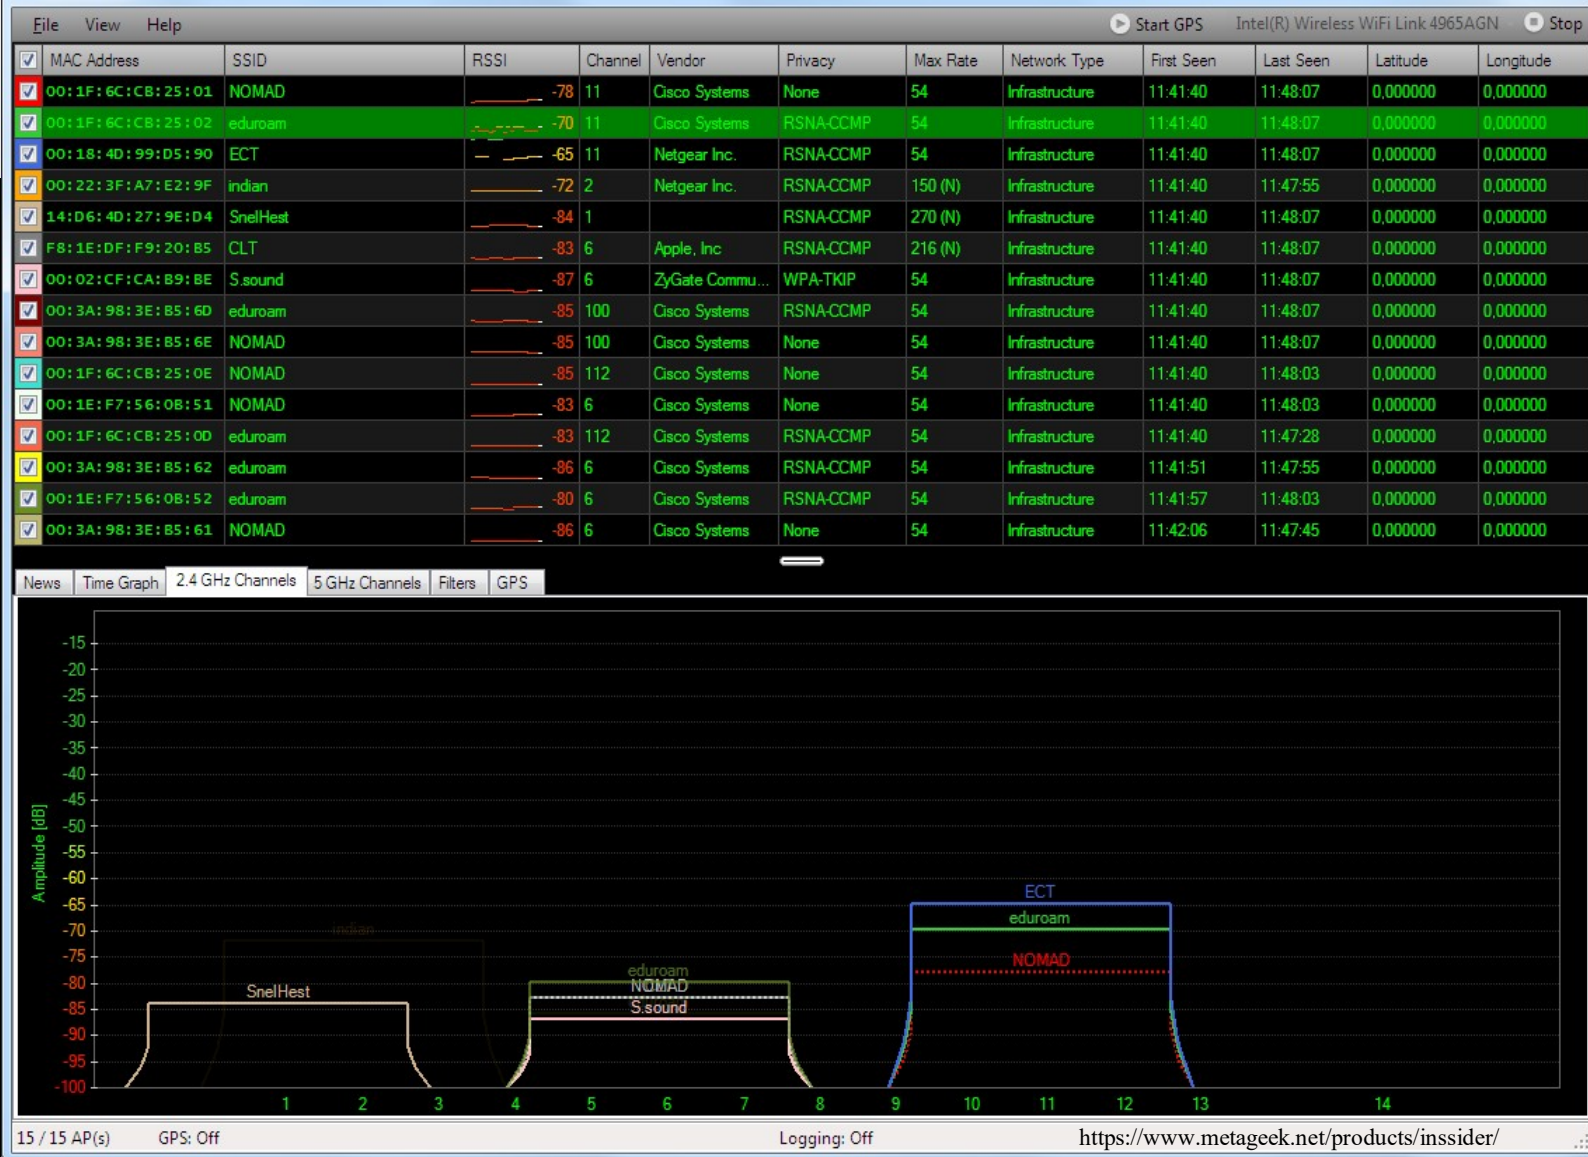 File View Help Start GPS Intel(R) Wireless WiFi Link 4965AGN Stop
MAC Address SSID RSSI Channel Vendor Privacy Max Rate Network Type First Seen Last Seen Latitude Longitude
00:1F:6C:CB:25:01 NOMAD -78 11 Cisco Systems None 54 Infrastructure 11:41:40 11:48:07 0,000000 0,000000
00:1F:6C:CB:25:02 eduroam -70 11 Cisco Systems RSNA-CCMP 54 Infrastructure 11:41:40 11:48:07 0,000000 0,000000
00:18:4D:99:D5:90 ECT -65 11 Netgear Inc. RSNA-CCMP 54 Infrastructure 11:41:40 11:48:07 0,000000 0,000000
00:22:3F:A7:E2:9F indian -72 2 Netgear Inc. RSNA-CCMP 150 (N) Infrastructure 11:41:40 11:47:55 0,000000 0,000000
14:D6:4D:27:9E:D4 SnelHest -84 1 RSNA-CCMP 270 (N) Infrastructure 11:41:40 11:48:07 0,000000 0,000000
F8:1E:DF:F9:20:B5 CLT -83 6 Apple, Inc RSNA-CCMP 216 (N) Infrastructure 11:41:40 11:48:07 0,000000 0,000000
00:02:CF:CA:B9:BE S.sound -87 6 ZyGate Commu... WPA-TKIP 54 Infrastructure 11:41:40 11:48:07 0,000000 0,000000
00:3A:98:3E:B5:6D eduroam -85 100 Cisco Systems RSNA-CCMP 54 Infrastructure 11:41:40 11:48:07 0,000000 0,000000
00:3A:98:3E:B5:6E NOMAD -85 100 Cisco Systems None 54 Infrastructure 11:41:40 11:48:07 0,000000 0,000000
00:1F:6C:CB:25:0E NOMAD -85 112 Cisco Systems None 54 Infrastructure 11:41:40 11:48:03 0,000000 0,000000
00:1E:F7:56:0B:51 NOMAD -83 6 Cisco Systems None 54 Infrastructure 11:41:40 11:48:03 0,000000 0,000000
00:1F:6C:CB:25:0D eduroam -83 112 Cisco Systems RSNA-CCMP 54 Infrastructure 11:41:40 11:47:28 0,000000 0,000000
00:3A:98:3E:B5:62 eduroam -86 6 Cisco Systems RSNA-CCMP 54 Infrastructure 11:41:51 11:47:55 0,000000 0,000000
00:1E:F7:56:0B:52 eduroam -80 6 Cisco Systems RSNA-CCMP 54 Infrastructure 11:41:57 11:48:03 0,000000 0,000000
00:3A:98:3E:B5:61 NOMAD -86 6 Cisco Systems None 54 Infrastructure 11:42:06 11:47:45 0,000000 0,000000
News Time Graph 2.4 GHz Channels 5 GHz Channels Filters GPS
Amplitude [dB]
-15
-20
-25
-30
-35
-40
-45
-50
-55
-60
-65
-70
-75
-80
-85
-90
-95
-100
ECT
eduroam
indian
NOMAD
eduroam
NOMAD
SnelHest
S.sound
1 2 3 4 5 6 7 8 9 10 11 12 13 14
15 / 15 AP(s) GPS: Off Logging: Off https://www.metageek.net/products/inssider/